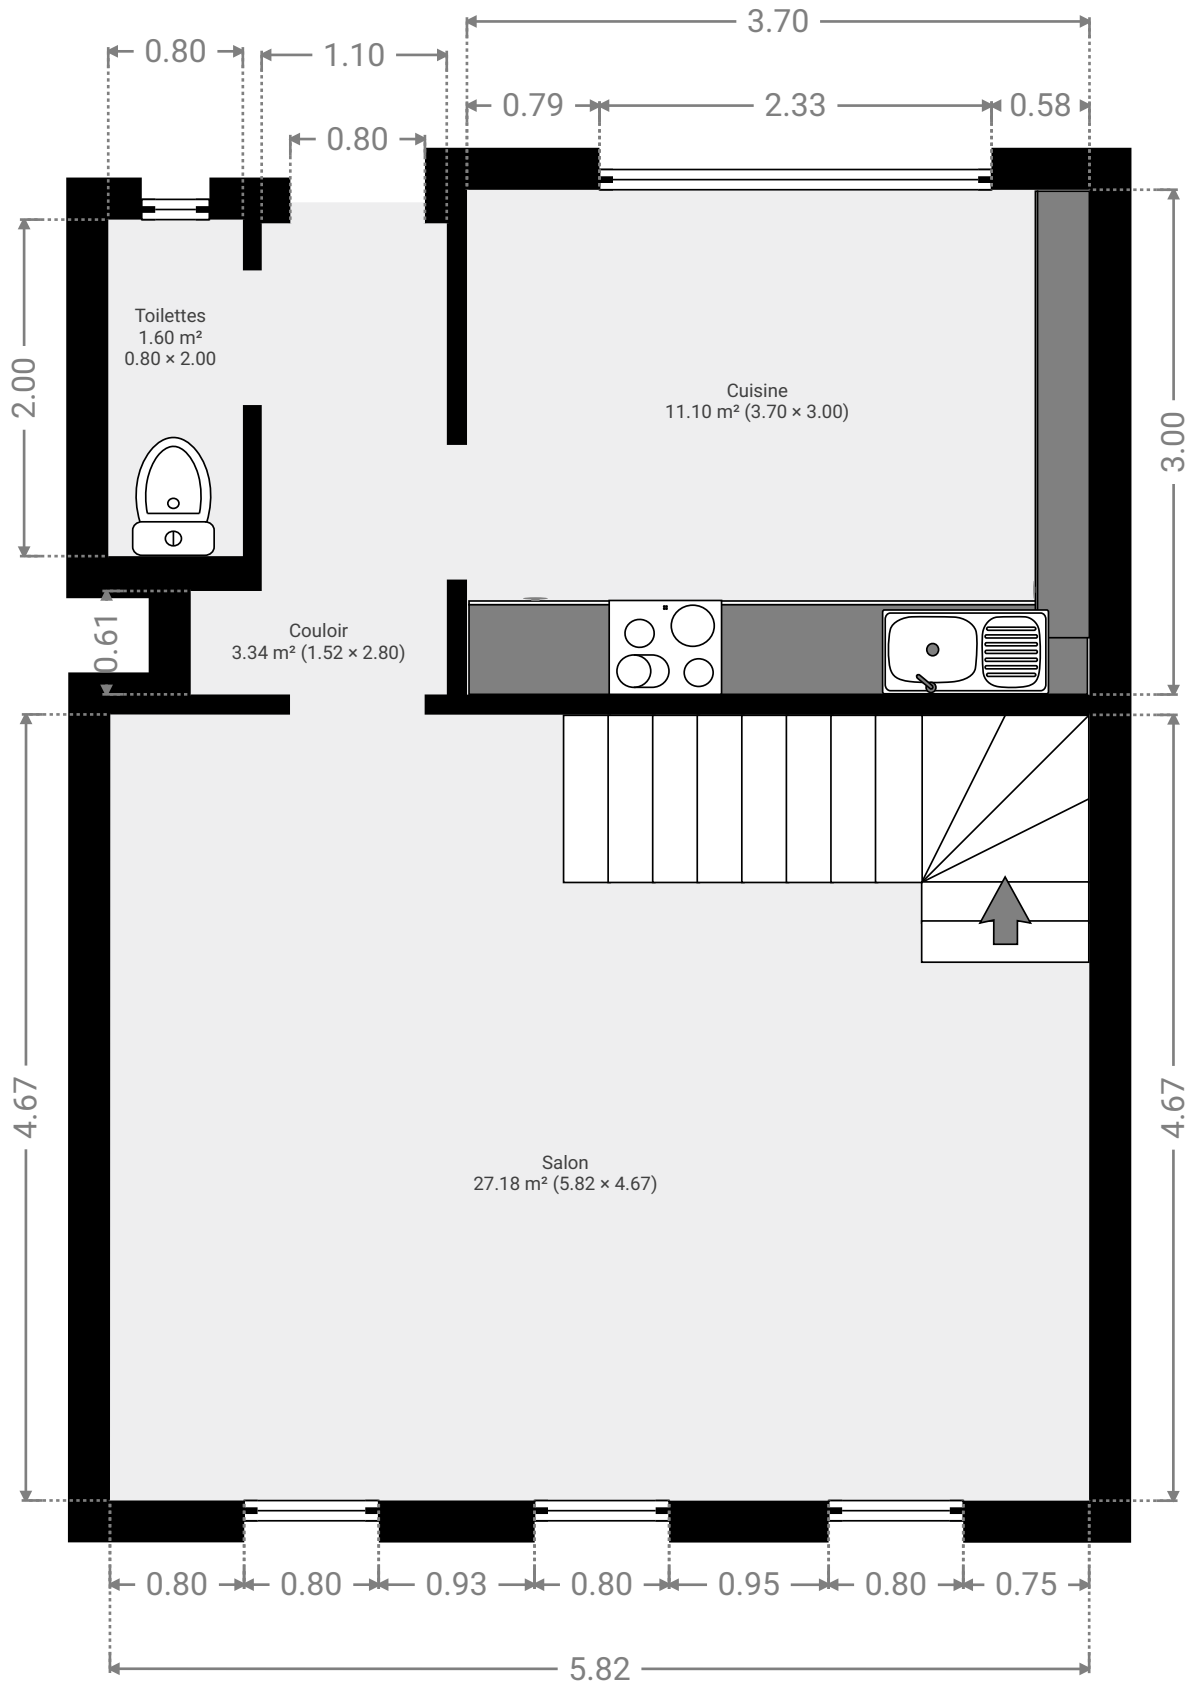 3.70
0.80
1.10
0.79
2.33
0.58
0.80
Toilettes
1.60 m²
0.80 × 2.00
2.00
Cuisine
11.10 m² (3.70 × 3.00)
3.00
0.61
Couloir
3.34 m² (1.52 × 2.80)
4.67
4.67
Salon
27.18 m² (5.82 × 4.67)
0.80
0.80
0.93
0.80
0.95
0.80
0.75
5.82